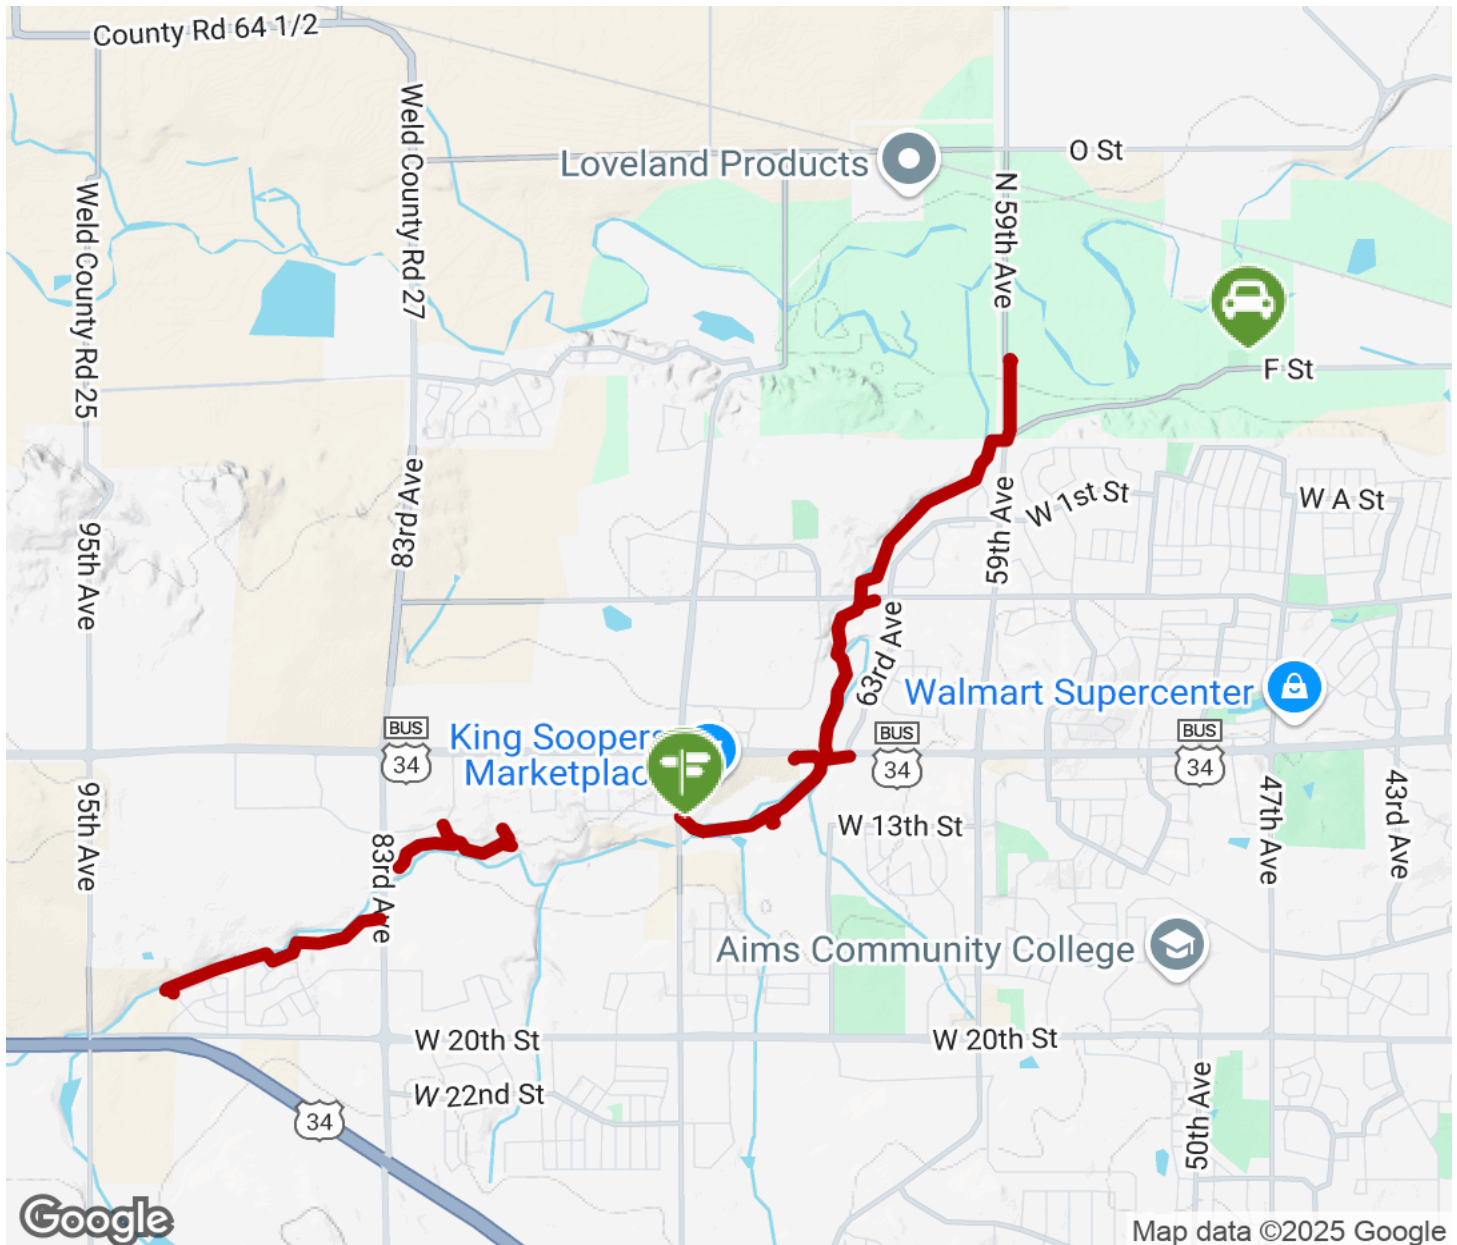 County Rd 64 1/2
Weld County Rd 27
Weld County Rd 25
Loveland Products
O St
N 59th Ave
F St
83rd Ave
95th Ave
59th Ave
W 1st St
W A St
63rd Ave
Walmart Supercenter
King Soopers
Marketplac
BUS
34
BUS
34
BUS
34
95th Ave
83rd Ave
W 13th St
47th Ave
43rd Ave
Aims Community College
W 20th St
W 20th St
W 22nd St
34
50th Ave
Google
Map data ©2025 Google